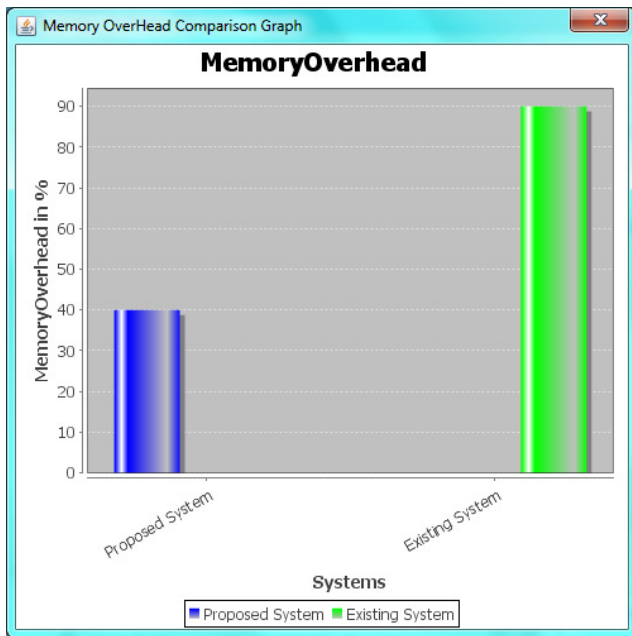 Memory OverHead Comparison Graph
MemoryOverhead
MemoryOverhead in %
90
80
70
60
50
40
30
20
10
0
Proposed System
Existing System
Systems
Proposed System Existing System